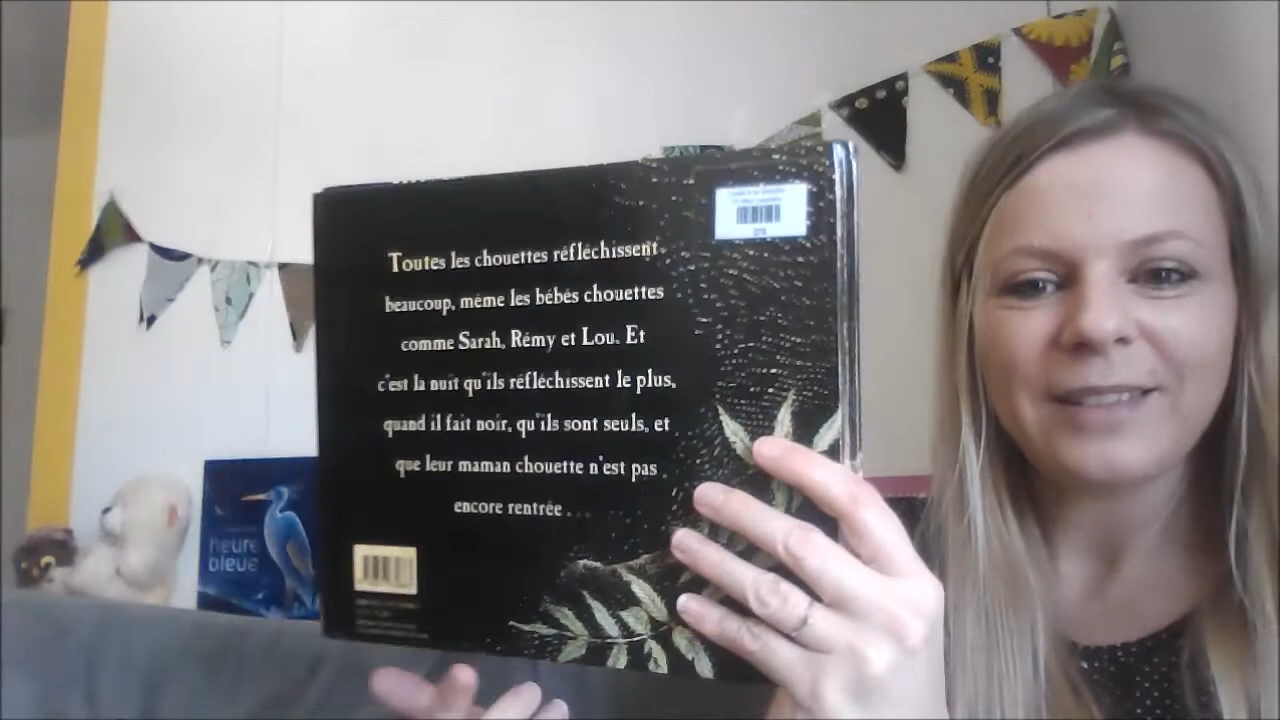 Toutes les chouettes réfléchissent
beaucoup, même les bébés chouettes
comme Sarah, Rémy et Lou. Et
c'est la nuit qu'ils réfléchissent le plus,
quand il fait noir, qu'ils sont seuls, et
que leur maman chouette n'est pas
encore rentrée...
heure
bleue